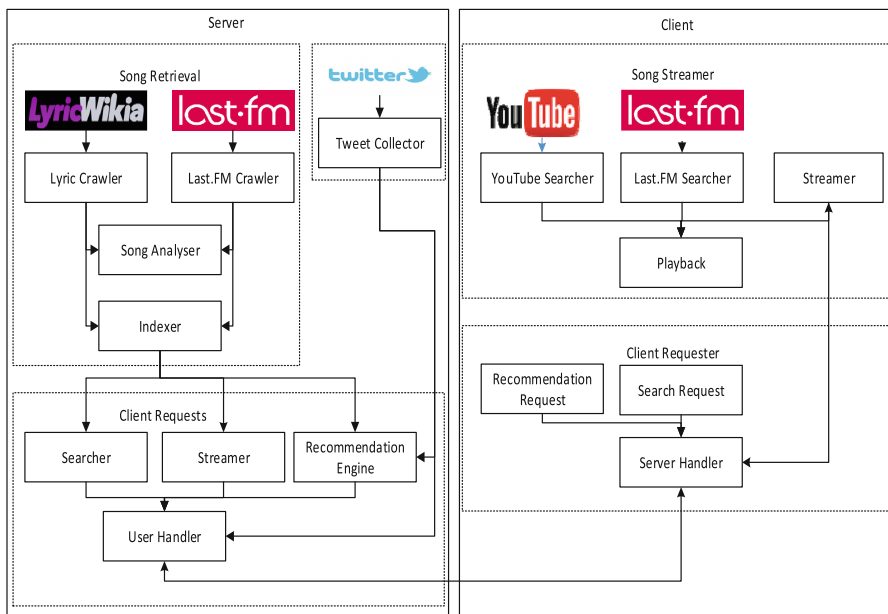 Server
Client
Song Retrieval
LyricWikia
last.fm
twitter
Lyric Crawler
Last.FM Crawler
Tweet Collector
Song Analyser
Indexer
Client Requests
Searcher
Streamer
Recommendation
Engine
User Handler
Song Streamer
YouTube
last.fm
YouTube Searcher
Last.FM Searcher
Streamer
Playback
Client Requester
Recommendation
Request
Search Request
Server Handler